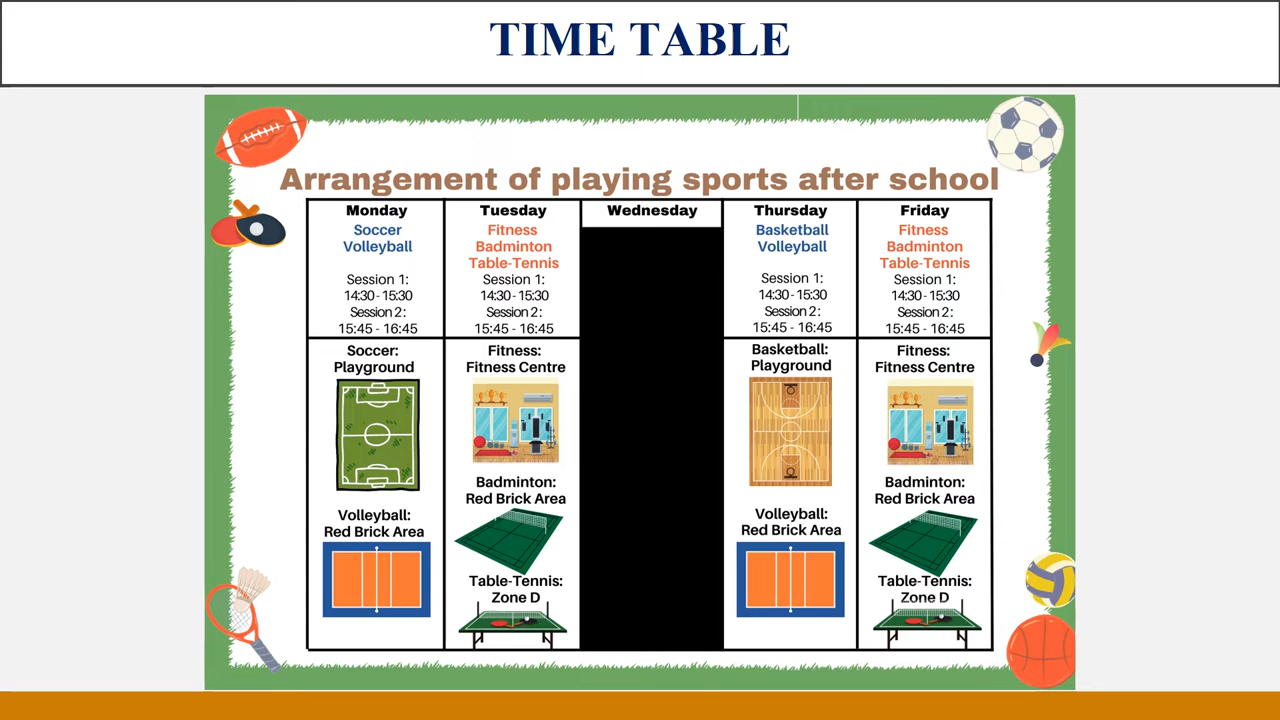 TIME TABLE
Arrangement of playing sports after school
Monday
Soccer
Volleyball
Session 1:
14:30 - 15:30
Session 2:
15:45 - 16:45
Soccer:
Playground
Volleyball:
Red Brick Area
Tuesday
Fitness
Badminton
Table-Tennis
Session 1:
14:30 - 15:30
Session 2:
15:45 - 16:45
Fitness:
Fitness Centre
Badminton:
Red Brick Area
Table-Tennis:
Zone D
Wednesday
Thursday
Basketball
Volleyball
Session 1:
14:30 - 15:30
Session 2:
15:45 - 16:45
Basketball:
Playground
Volleyball:
Red Brick Area
Friday
Fitness
Badminton
Table-Tennis
Session 1:
14:30 - 15:30
Session 2:
15:45 - 16:45
Fitness:
Fitness Centre
Badminton:
Red Brick Area
Table-Tennis:
Zone D